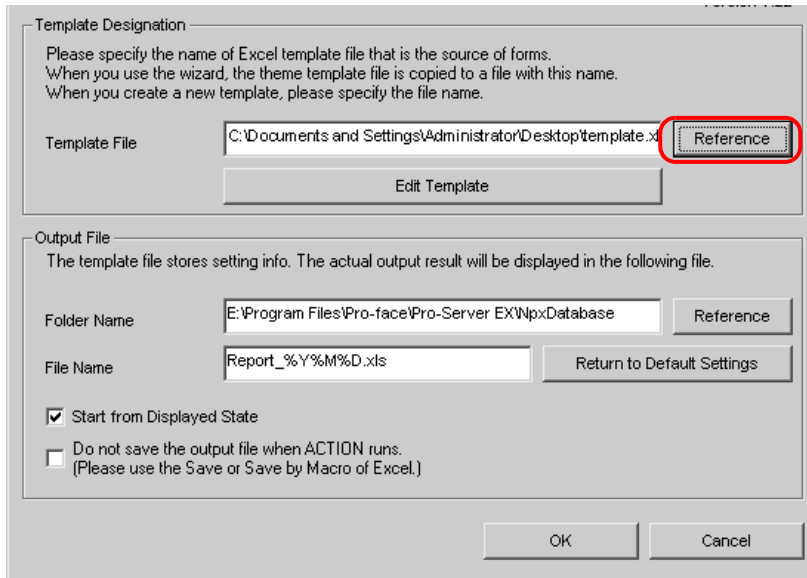 Template Designation
Please specify the name of Excel template file that is the source of forms.
When you use the wizard, the theme template file is copied to a file with this name.
When you create a new template, please specify the file name.
Template File
C:\Documents and Settings\Administrator\Desktop\template.xl
Reference
Edit Template
Output File
The template file stores setting info. The actual output result will be displayed in the following file.
Folder Name
E:\Program Files\Pro-face\Pro-Server EX\NpxDatabase
Reference
File Name
Report_%Y%M%D.xls
Return to Default Settings
Start from Displayed State
Do not save the output file when ACTION runs.
(Please use the Save or Save by Macro of Excel.)
OK
Cancel